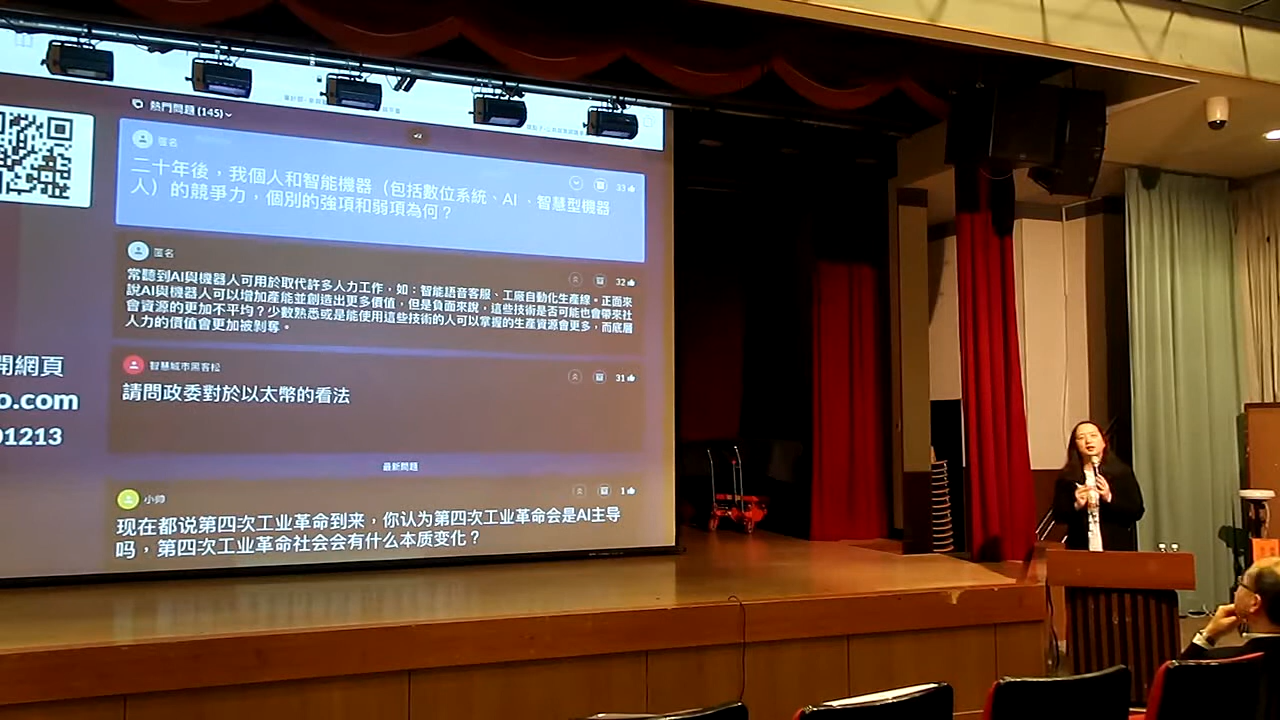 熱門問題 (145)
匿名
二十年後，我個人和智能機器（包括數位系統、AI 、智慧型機器
人）的競爭力，個別的強項和弱項為何？
33
匿名
32
常聽到AI與機器人可用於取代許多人力工作，如：智能語音客服、工廠自動化生產線。正面來
說AI與機器人可以增加產能並創造出更多價值，但是負面來說，這些技術是否可能也會帶來社
會資源的更加不平均？少數熟悉或是能使用這些技術的人可以掌握的生產資源會更多，而底層
人力的價值會更加被剝奪。
智慧城市黑客松
31
請問政委對於以太幣的看法
最新問題
小帅
1
现在都说第四次工业革命到来，你认为第四次工业革命会是AI主导
吗，第四次工业革命社会会有什么本质变化？
開網頁
o.com
01213